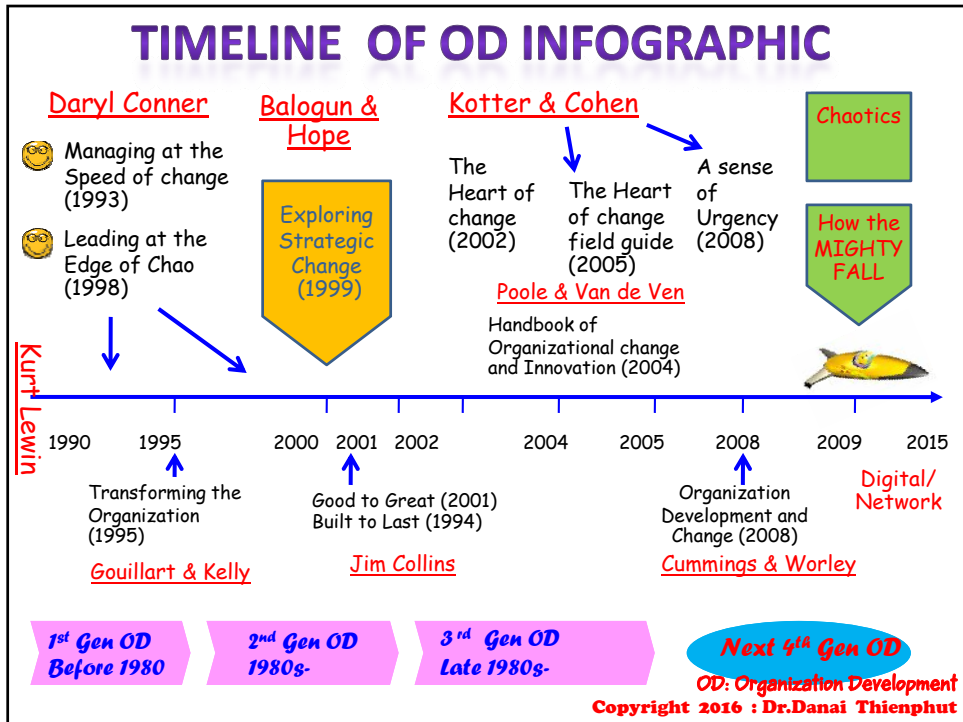 TIMELINE OF OD INFOGRAPHIC
Daryl Conner
Managing at the
Speed of change
(1993)
Leading at the
Edge of Chao
(1998)
Balogun &
Hope
Exploring
Strategic
Change
(1999)
Kotter & Cohen
The
Heart of
change
(2002)
The Heart
of change
field guide
(2005)
A sense
of
Urgency
(2008)
Poole & Van de Ven
Handbook of
Organizational change
and Innovation (2004)
Chaotics
How the
MIGHTY
FALL
Kurt Lewin
1990 1995 2000 2001 2002 2004 2005 2008 2009 2015
Transforming the
Organization
(1995)
Gouillart & Kelly
Good to Great (2001)
Built to Last (1994)
Jim Collins
Organization
Development and
Change (2008)
Cummings & Worley
Digital/
Network
1st Gen OD
Before 1980
2nd Gen OD
1980s-
3rd Gen OD
Late 1980s-
Next 4th Gen OD
OD: Organization Development
Copyright 2016 : Dr.Danai Thienphut